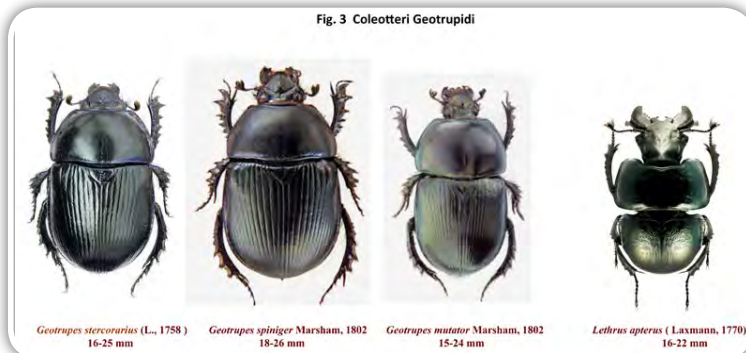 Fig. 3 Coleotteri Geotrupidi
Geotrupes stercorarius (L., 1758 )
16-25 mm
Geotrupes spiniger Marsham, 1802
18-26 mm
Geotrupes mutator Marsham, 1802
15-24 mm
Lethrus apterus ( Laxmann, 1770)
16-22 mm